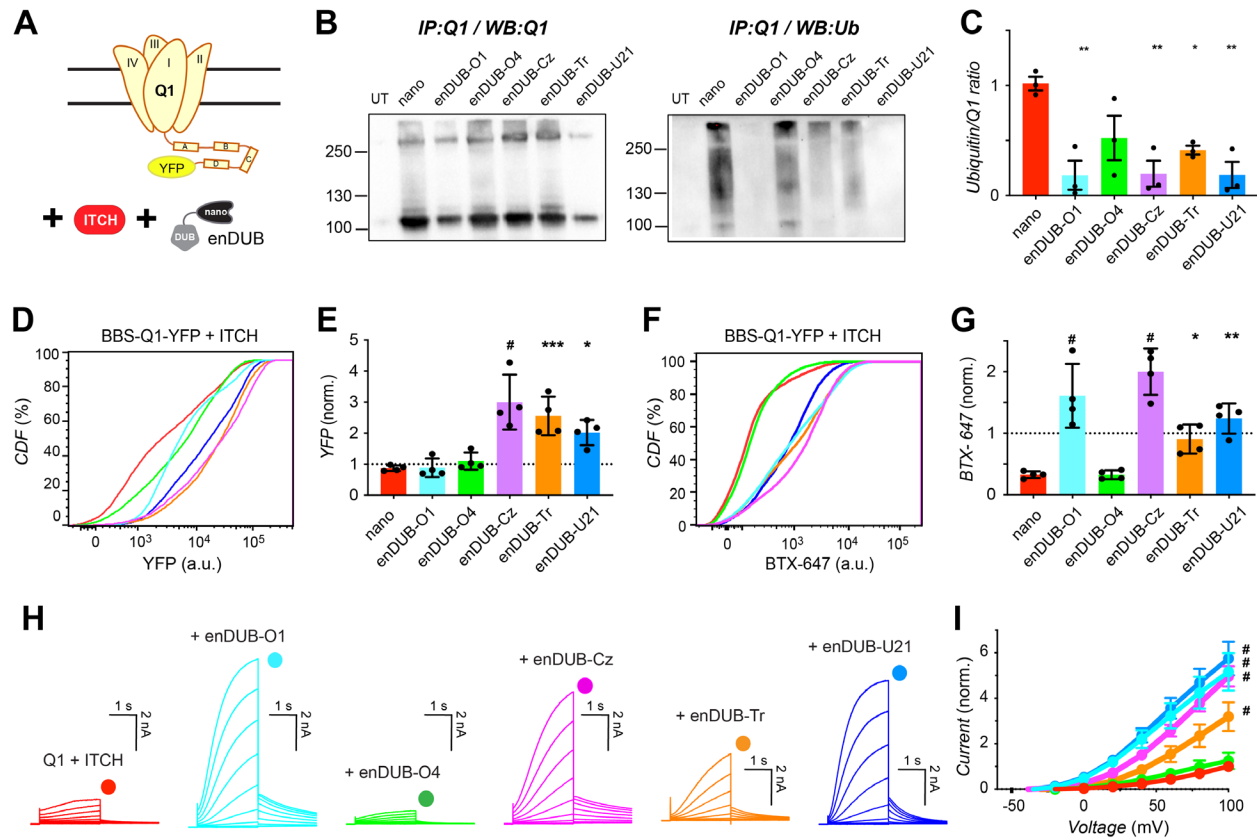 A
III
IV
I
II
Q1
A
B
C
D
YFP
+ ITCH + nano DUB enDUB
B
IP:Q1 / WB:Q1
IP:Q1 / WB:Ub
UT nano enDUB-O1 enDUB-O4 enDUB-Cz enDUB-Tr enDUB-U21
UT nano enDUB-O1 enDUB-O4 enDUB-Cz enDUB-Tr enDUB-U21
250
130
100
250
130
100
C
Ubiquitin/Q1 ratio
** ** * **
1
0
nano enDUB-O1 enDUB-O4 enDUB-Cz enDUB-Tr enDUB-U21
D
BBS-Q1-YFP + ITCH
CDF (%)
100
80
60
40
20
0
0 10³ 10⁴ 10⁵
YFP (a.u.)
E
YFP (norm.)
# *** *
5
4
3
2
1
0
nano enDUB-O1 enDUB-O4 enDUB-Cz enDUB-Tr enDUB-U21
F
BBS-Q1-YFP + ITCH
CDF (%)
100
80
60
40
20
0
0 10³ 10⁴ 10⁵
BTX-647 (a.u.)
G
BTX- 647 (norm.)
# # * **
2
1
0
nano enDUB-O1 enDUB-O4 enDUB-Cz enDUB-Tr enDUB-U21
H
Q1 + ITCH
1 s
2 nA
+ enDUB-O1
1 s
2 nA
+ enDUB-O4
1 s
2 nA
+ enDUB-Cz
1 s
2 nA
+ enDUB-Tr
1 s
2 nA
+ enDUB-U21
1 s
2 nA
I
Current (norm.)
6
4
2
0
#
#
#
#
-50 0 50 100
Voltage (mV)